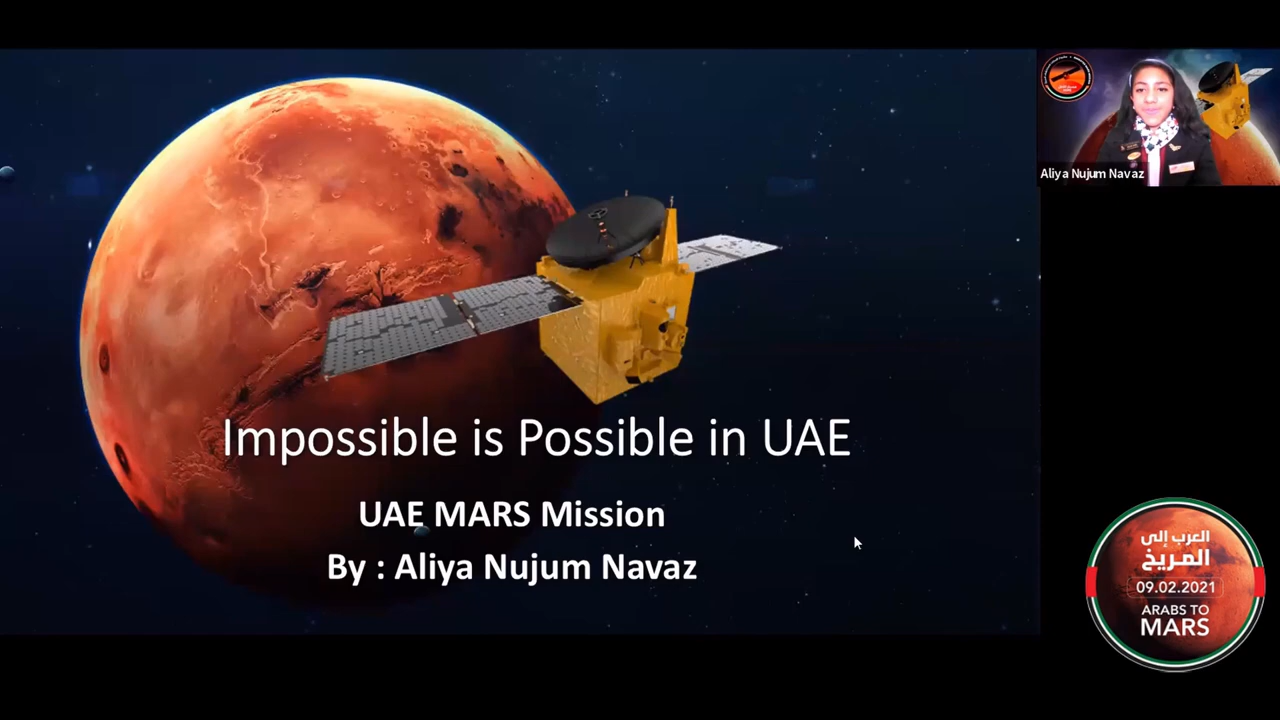 Impossible is Possible in UAE
UAE MARS Mission
By : Aliya Nujum Navaz
Aliya Nujum Navaz
العرب إلى
المريخ
09.02.2021
ARABS TO
MARS